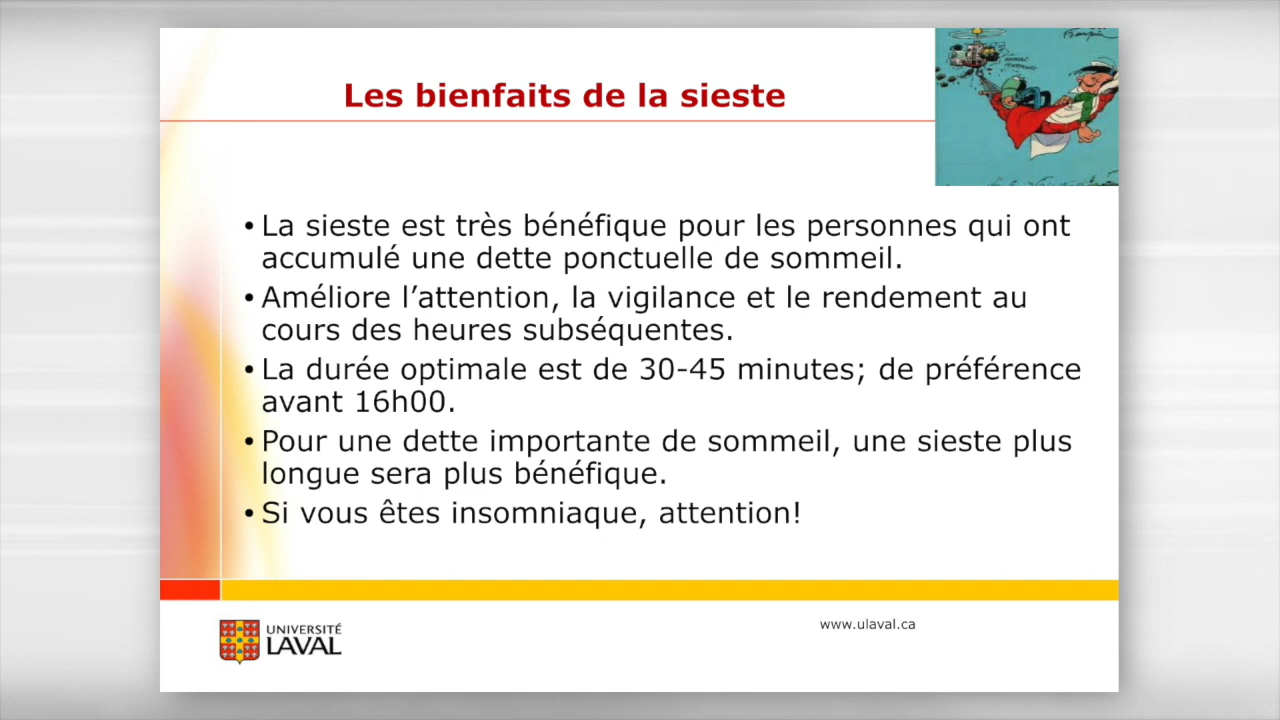 Les bienfaits de la sieste
• La sieste est très bénéfique pour les personnes qui ont
accumulé une dette ponctuelle de sommeil.
• Améliore l’attention, la vigilance et le rendement au
cours des heures subséquentes.
• La durée optimale est de 30-45 minutes; de préférence
avant 16h00.
• Pour une dette importante de sommeil, une sieste plus
longue sera plus bénéfique.
• Si vous êtes insomniaque, attention!
UNIVERSITÉ
LAVAL
www.ulaval.ca